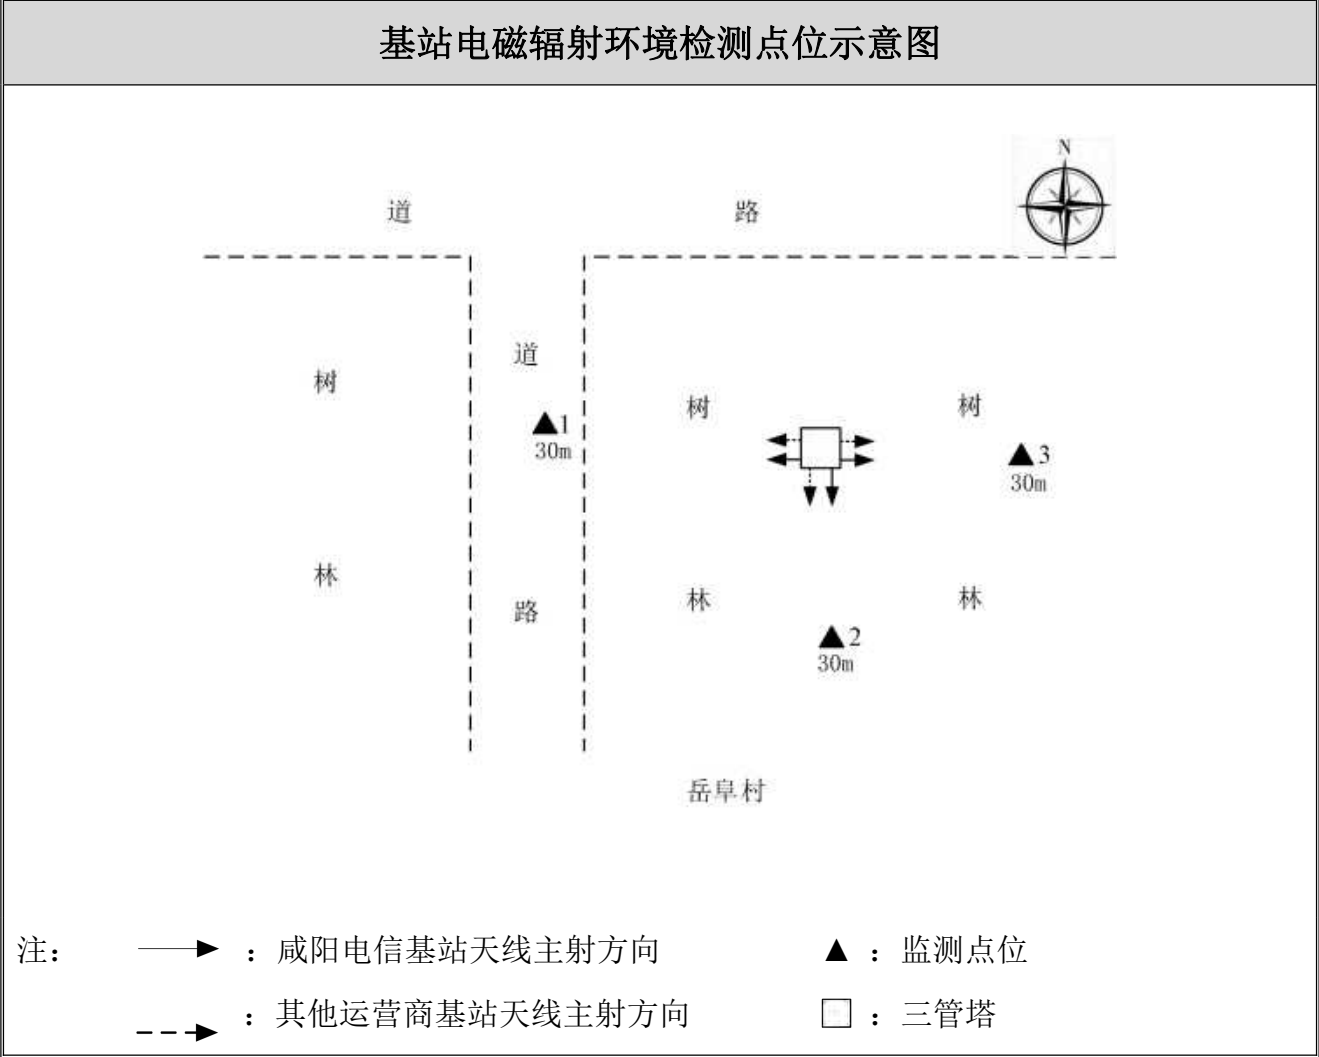 基站电磁辐射环境检测点位示意图
N
道 路
道
树
树 树
▲1
30m
▲3
30m
林
林 林
路
▲2
30m
岳阜村
注： ：咸阳电信基站天线主射方向 ▲：监测点位
：其他运营商基站天线主射方向 □：三管塔